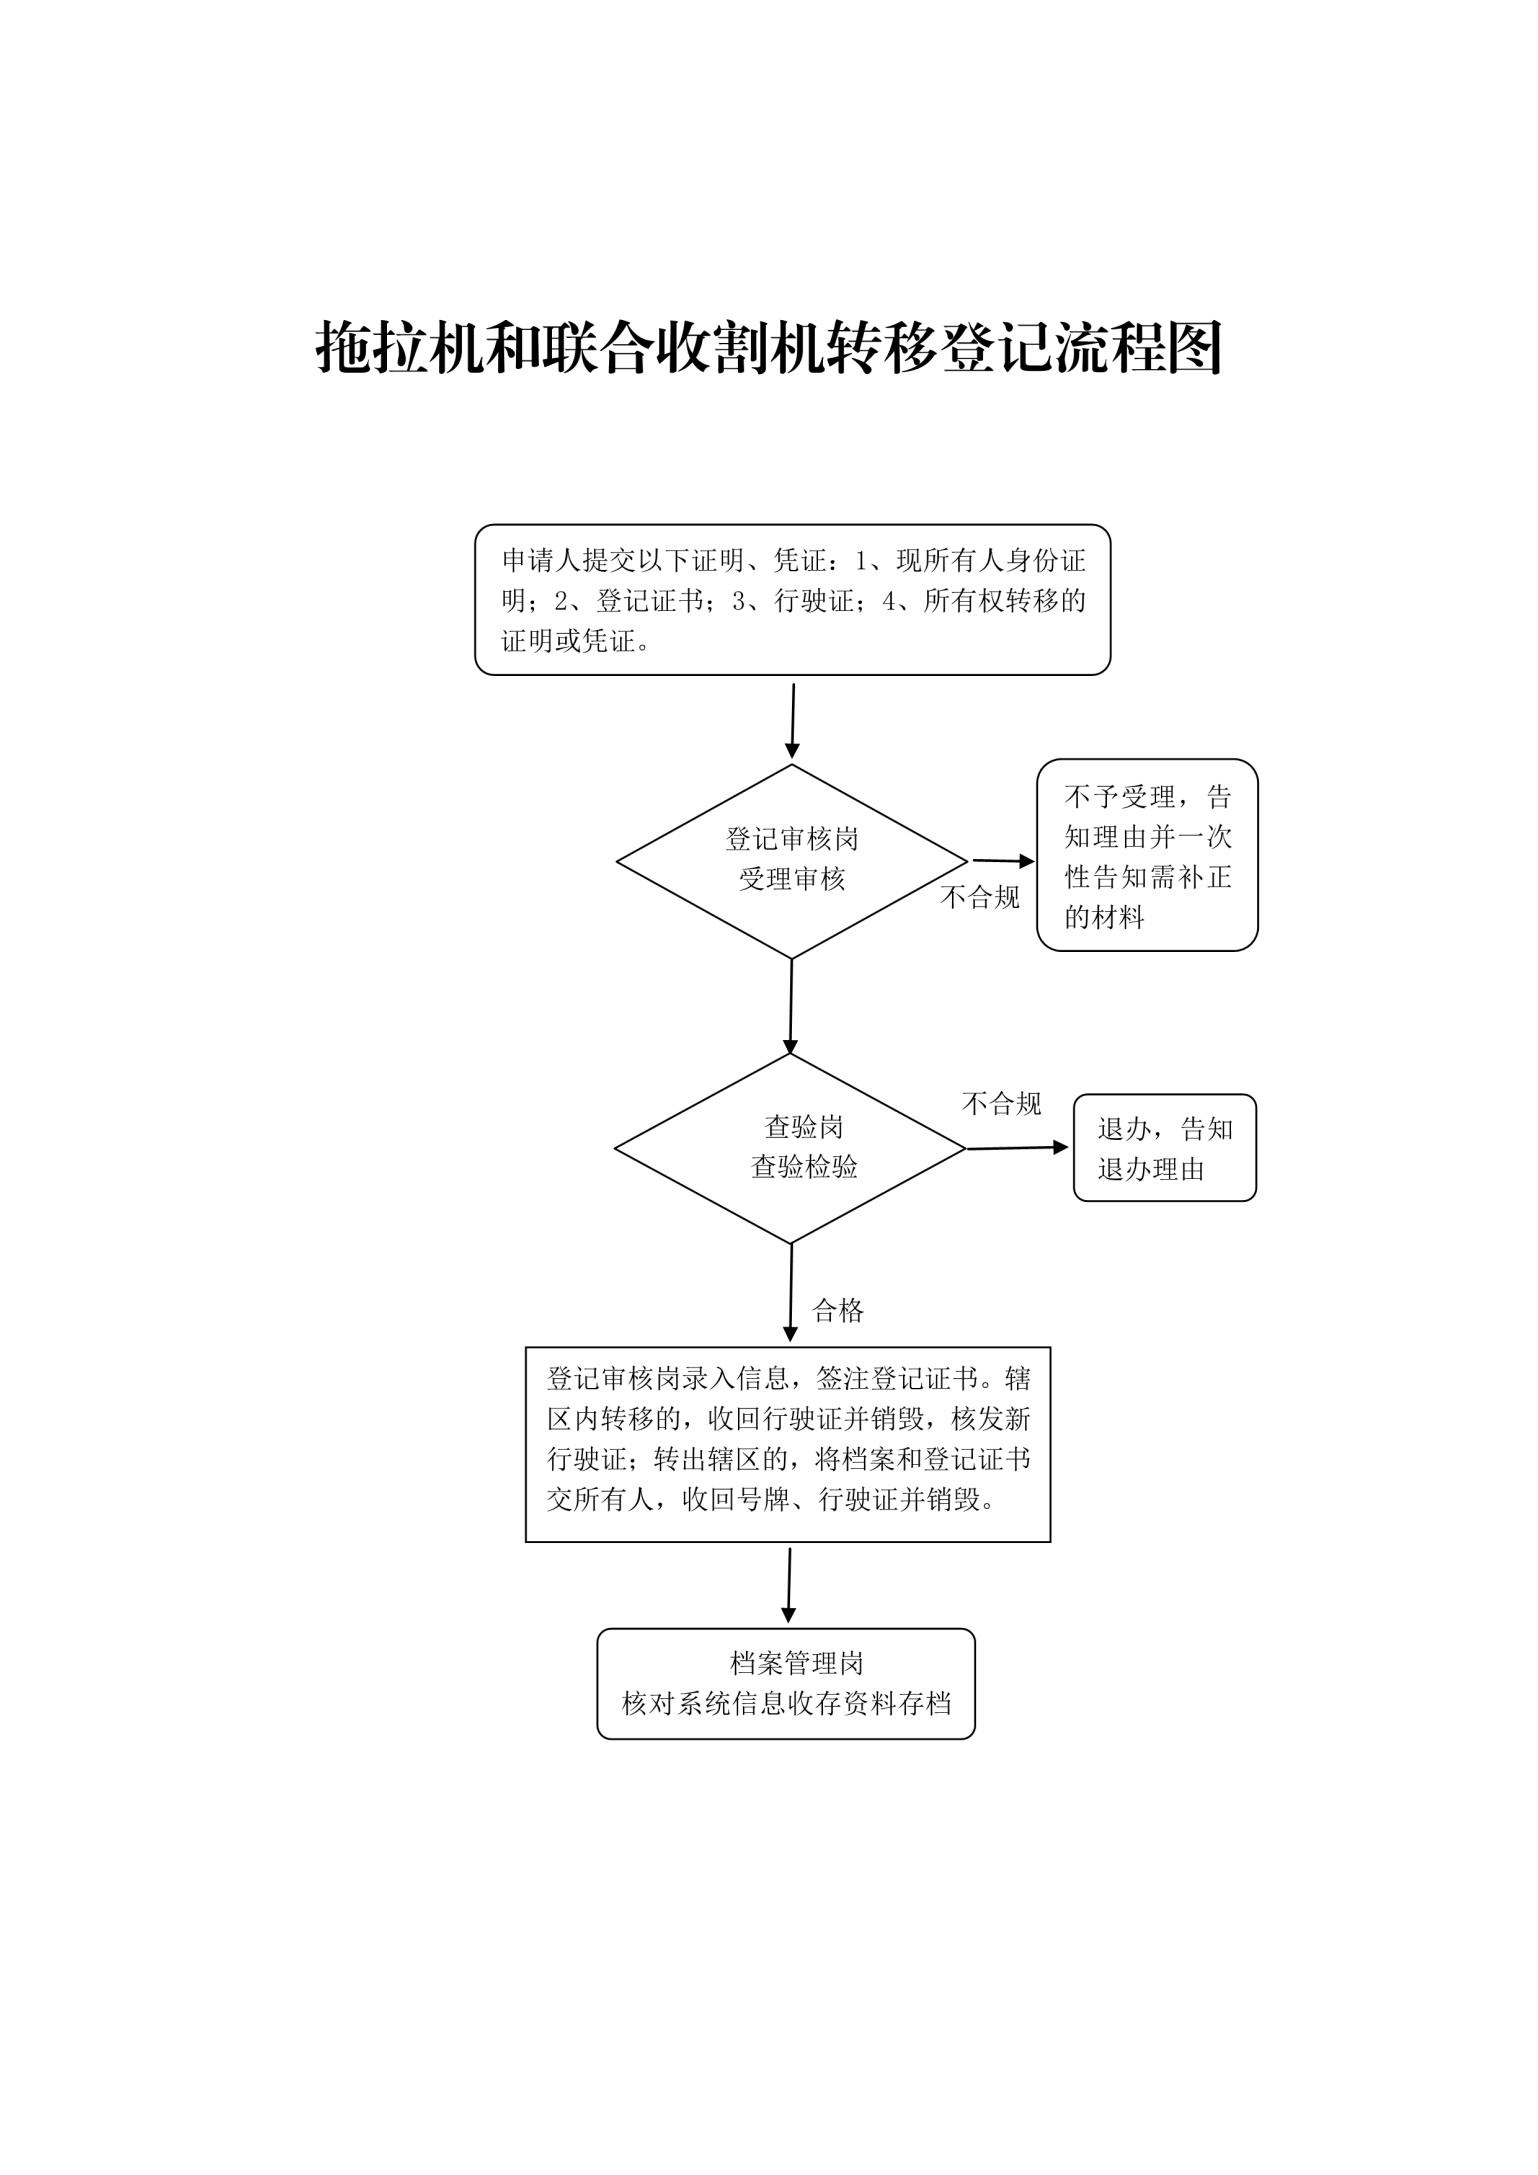 拖拉机和联合收割机转移登记流程图
申请人提交以下证明、凭证：1、现所有人身份证
明；2、登记证书；3、行驶证；4、所有权转移的
证明或凭证。
登记审核岗
受理审核
不合规
不予受理，告
知理由并一次
性告知需补正
的材料
查验岗
查验检验
不合规
退办，告知
退办理由
合格
登记审核岗录入信息，签注登记证书。辖
区内转移的，收回行驶证并销毁，核发新
行驶证；转出辖区的，将档案和登记证书
交所有人，收回号牌、行驶证并销毁。
档案管理岗
核对系统信息收存资料存档